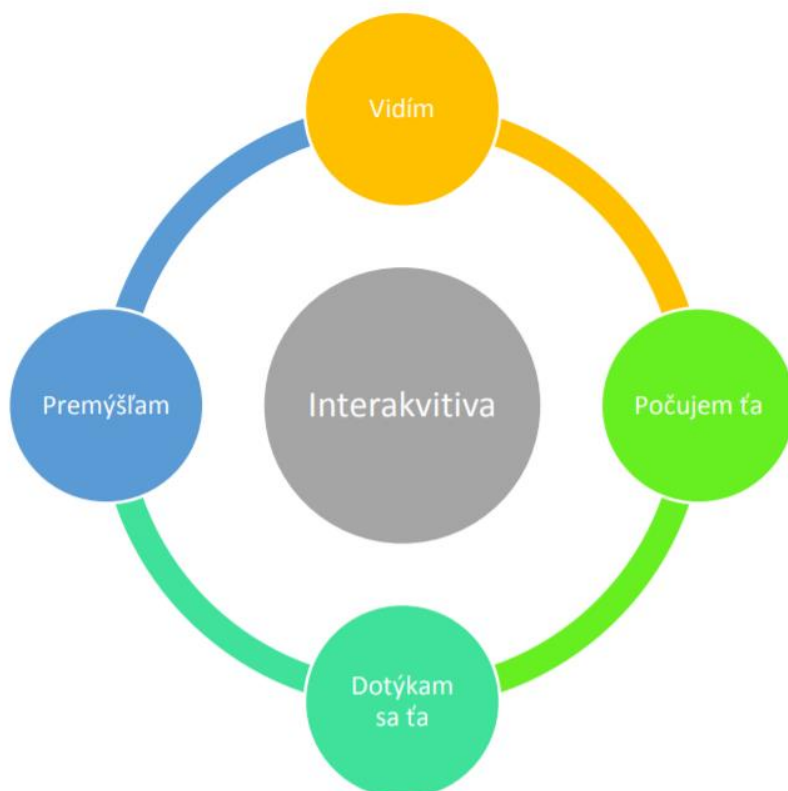 Vidím
Premýšľam
Interakvitiva
Počujem ťa
Dotýkam
sa ťa